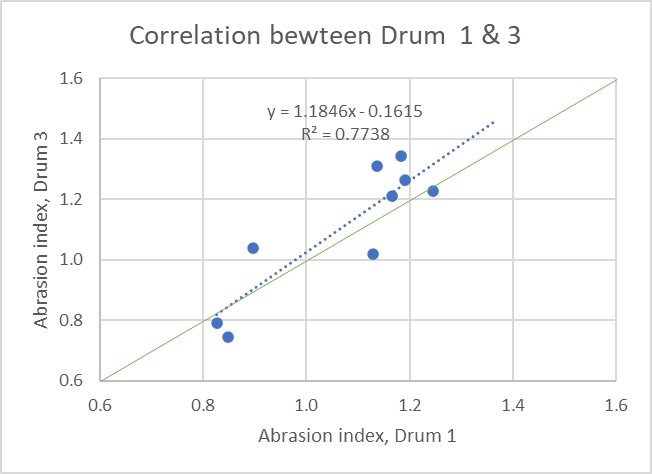 Correlation bewteen Drum  1 & 3
1.6
y = 1.1846x - 0.1615
R² = 0.7738
1.4
1.2
1.0
0.8
0.6
Abrasion index, Drum 3
0.6 0.8 1.0 1.2 1.4 1.6
Abrasion index, Drum 1